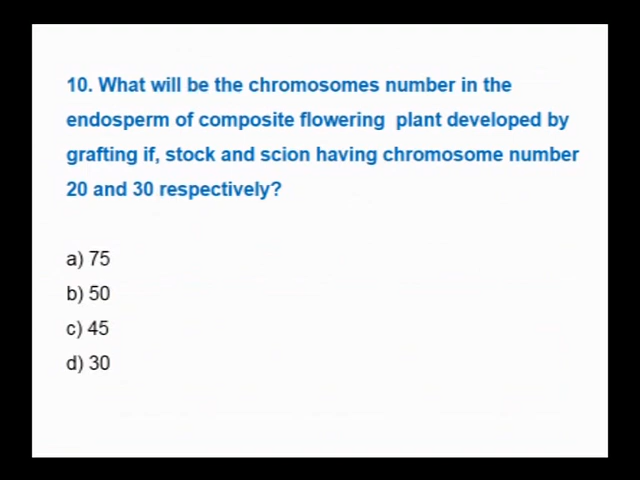 10. What will be the chromosomes number in the
endosperm of composite flowering plant developed by
grafting if, stock and scion having chromosome number
20 and 30 respectively?
a) 75
b) 50
c) 45
d) 30